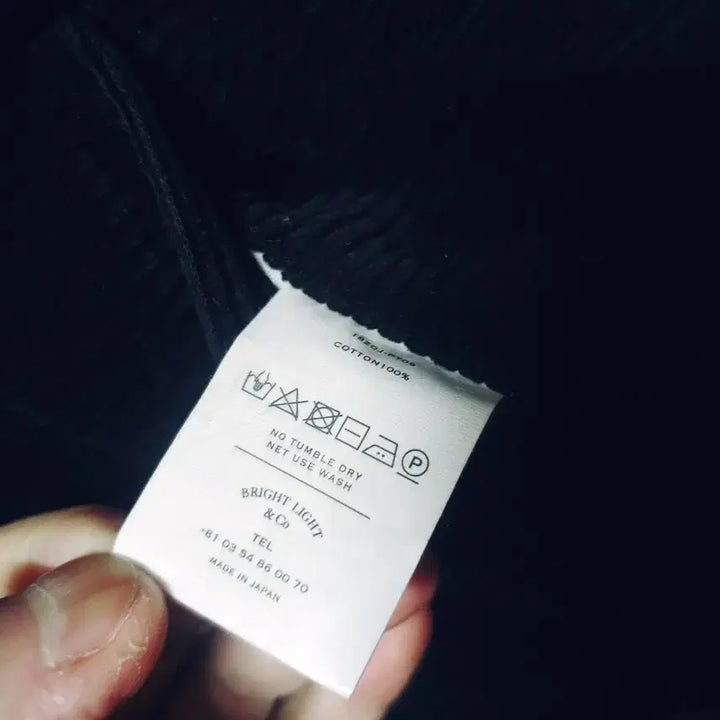 COTTON100%
P
NO TUMBLE DRY
NET USE WASH
BRIGHT LIGHT
& Co
TEL
+81 03 54 86 00 70
MADE IN JAPAN